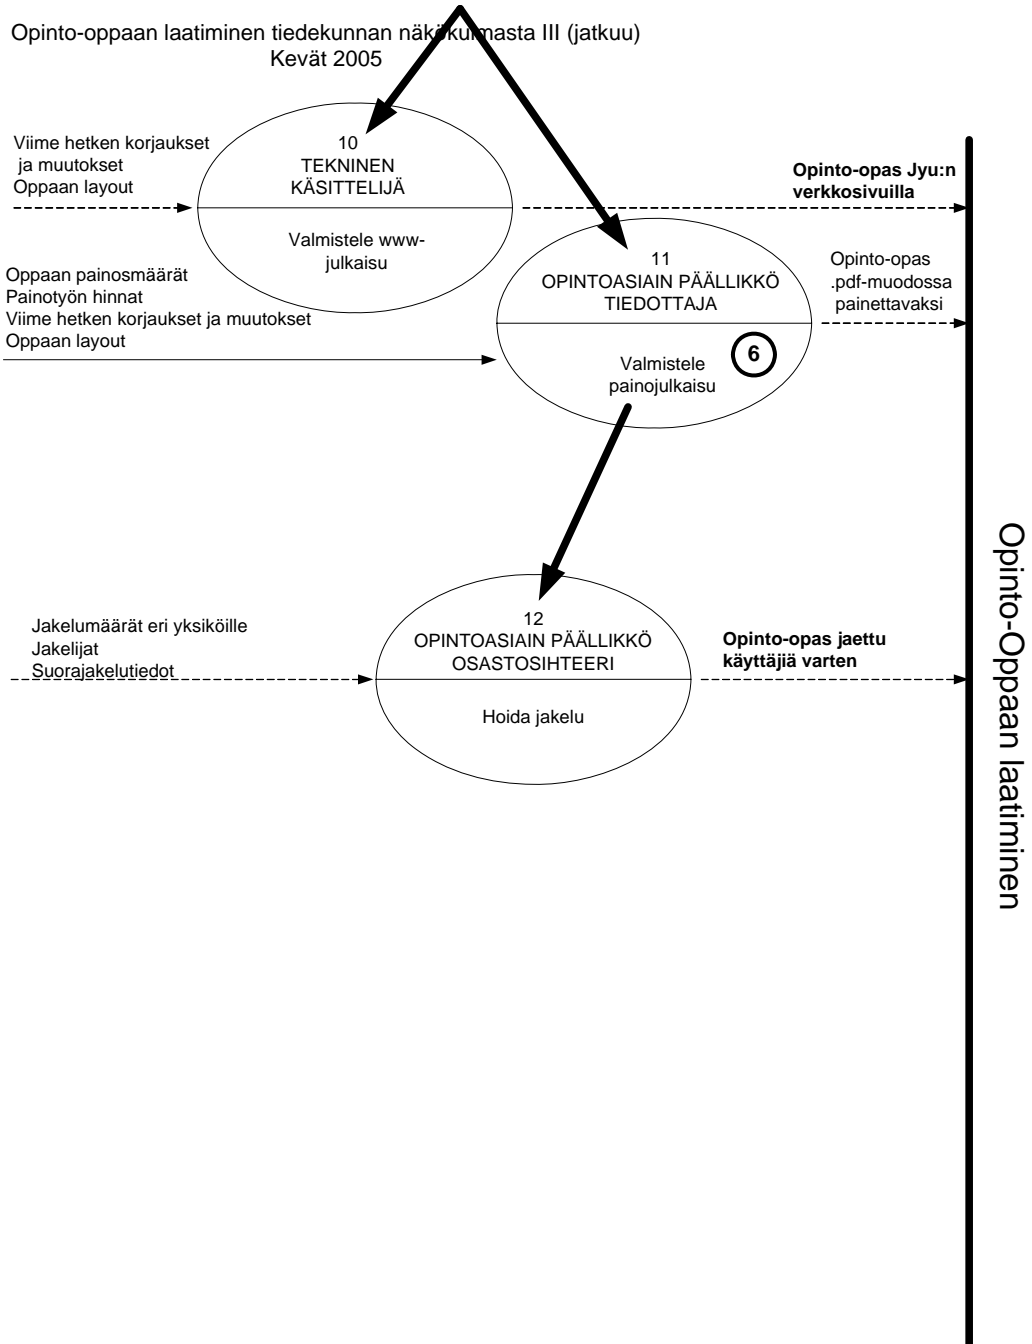 Opinto-oppaan laatiminen tiedekunnan näkökulmasta III (jatkuu)
Kevät 2005
Viime hetken korjaukset
ja muutokset
Oppaan layout
10
TEKNINEN
KÄSITTELIJÄ
Valmistele www-
julkaisu
Opinto-opas Jyu:n
verkkosivuilla
Oppaan painosmäärät
Painotyön hinnat
Viime hetken korjaukset ja muutokset
Oppaan layout
11
OPINTOASIAIN PÄÄLLIKKÖ
TIEDOTTAJA
Valmistele
painojulkaisu
6
Opinto-opas
.pdf-muodossa
painettavaksi
Jakelumäärät eri yksiköille
Jakelijat
Suorajakelutiedot
12
OPINTOASIAIN PÄÄLLIKKÖ
OSASTOSIHTEERI
Hoida jakelu
Opinto-opas jaettu
käyttäjiä varten
Opinto-Oppaan laatiminen